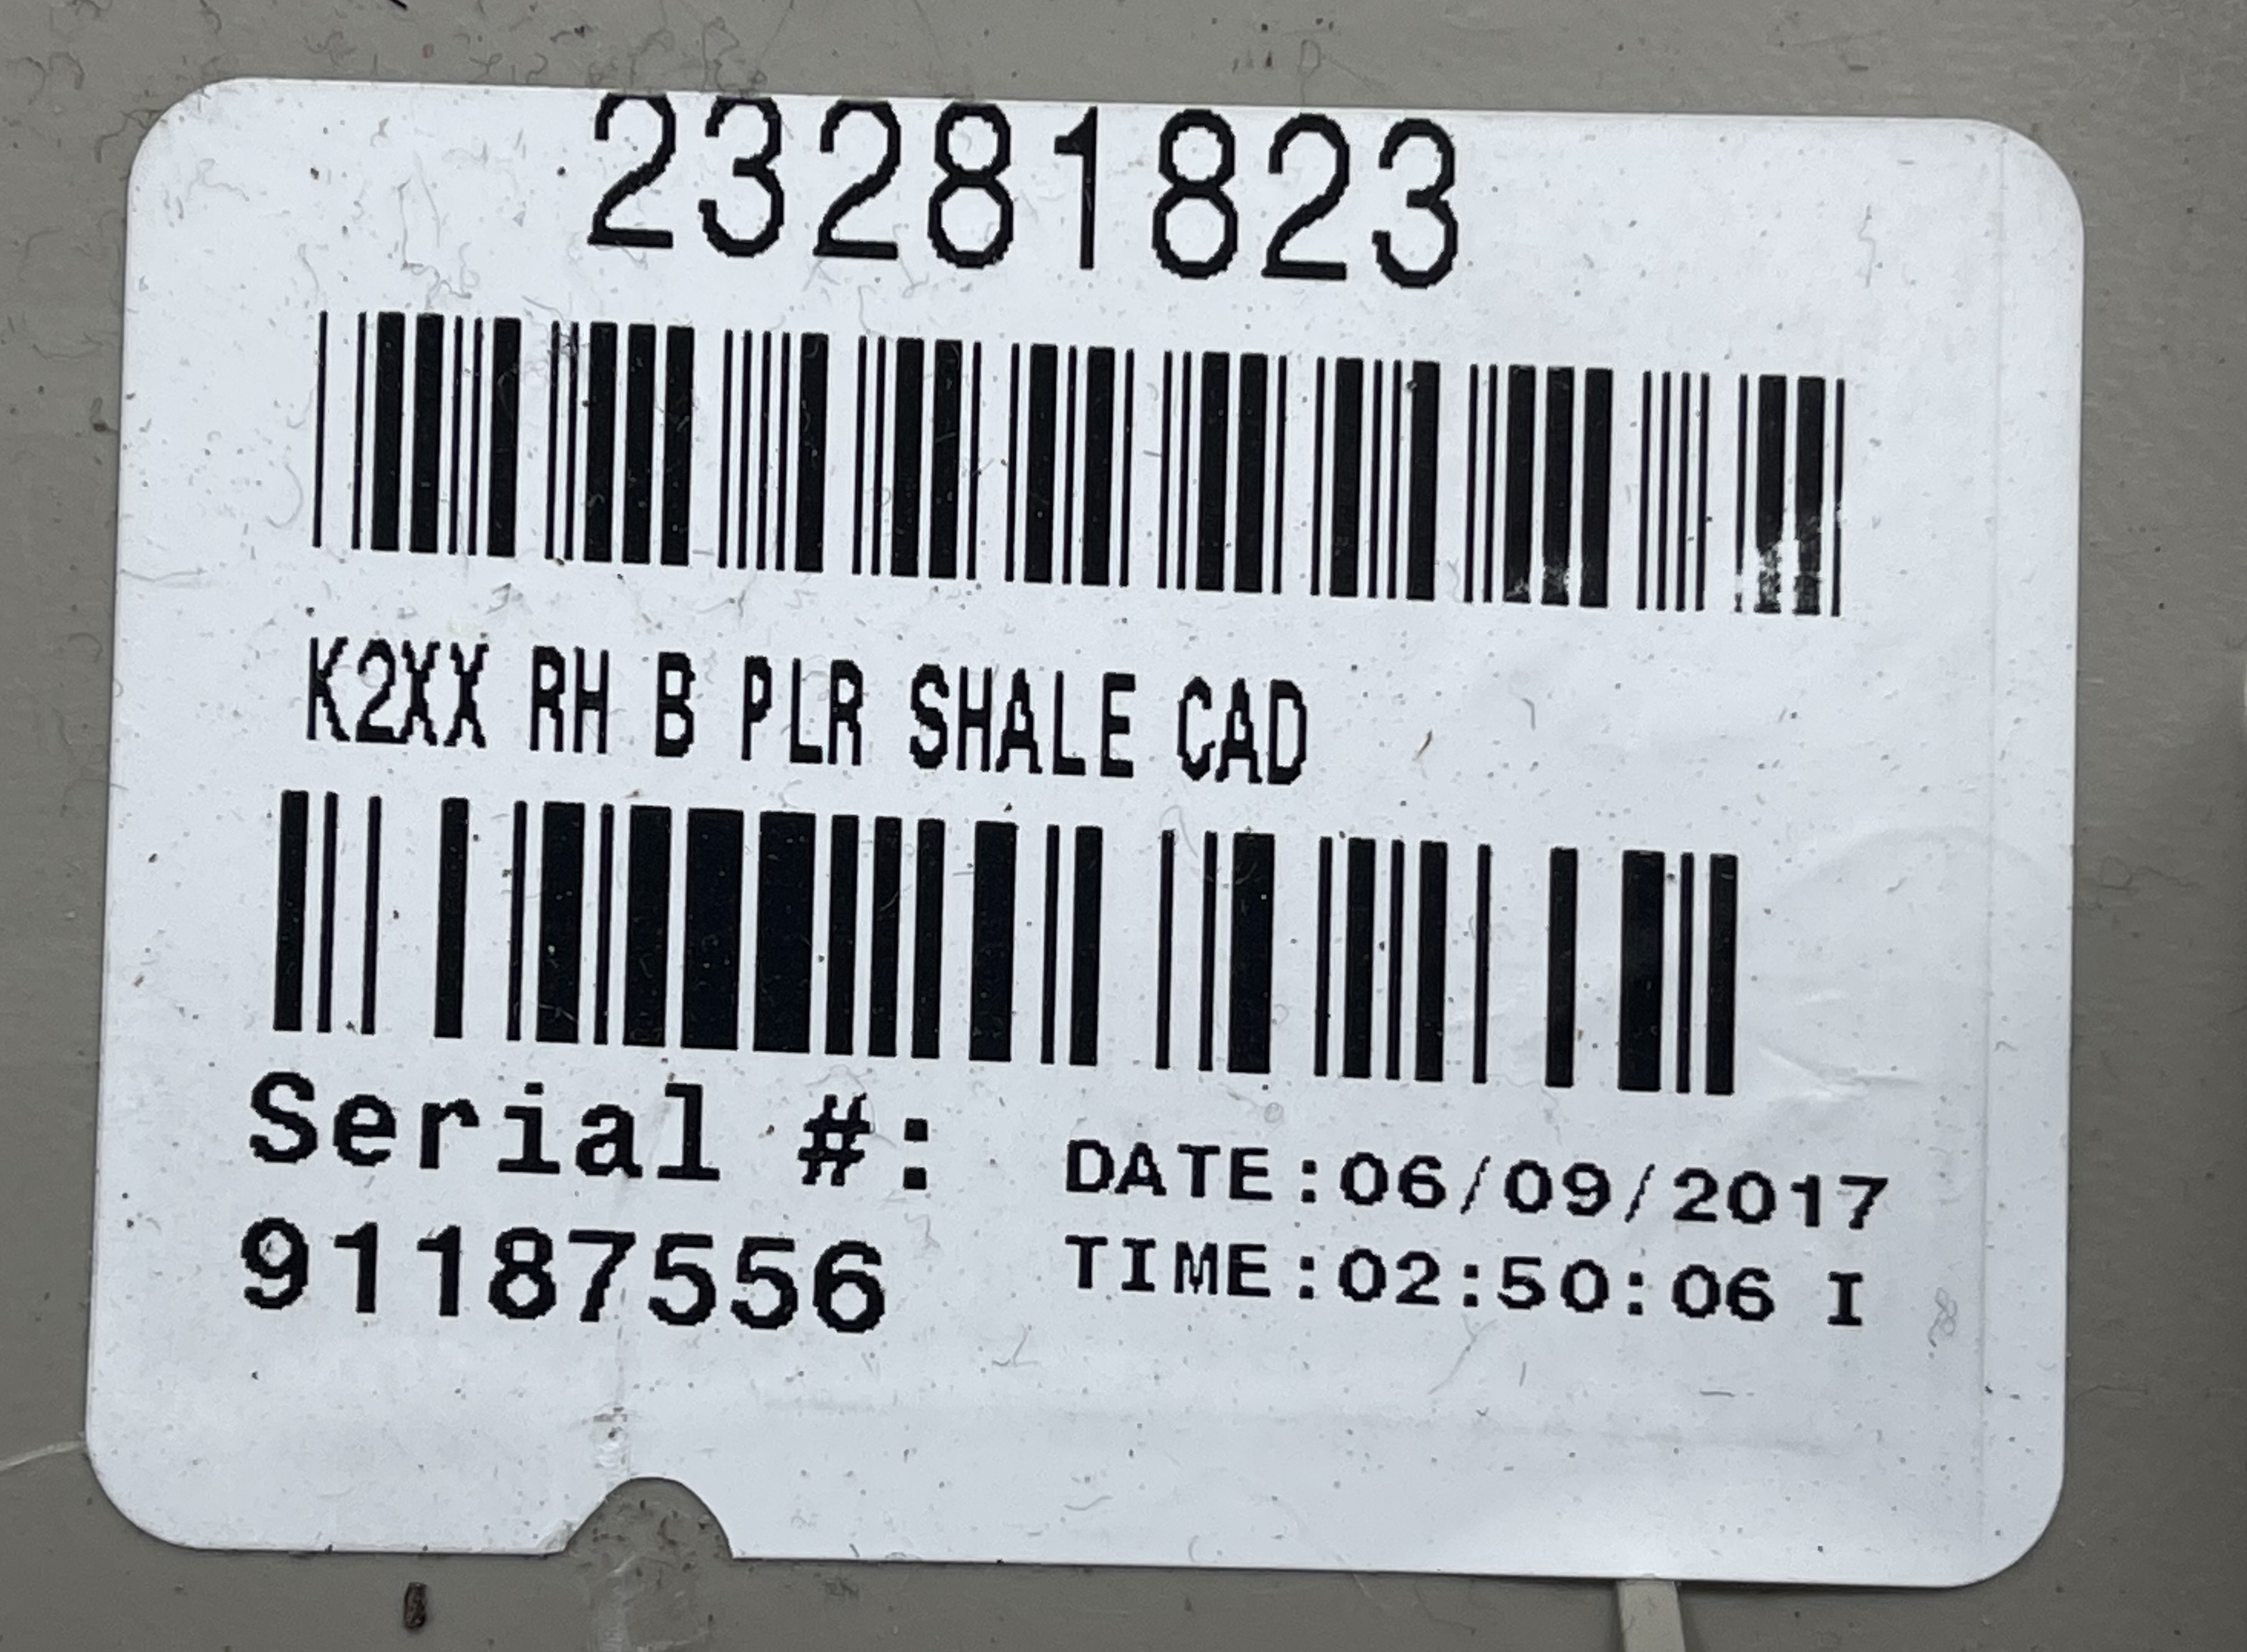 23281823
K2XX RH B PLR SHALE CAD
Serial #:
91187556
DATE:06/09/2017
TIME:02:50:06 I